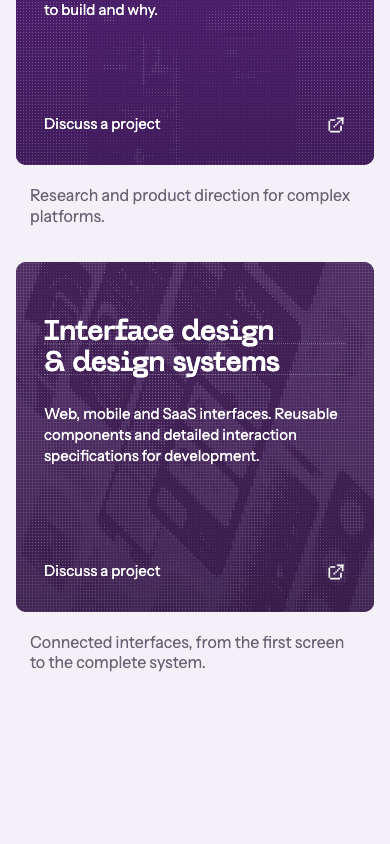 to build and why.
Discuss a project
Research and product direction for complex
platforms.
Interface design
& design systems
Web, mobile and SaaS interfaces. Reusable
components and detailed interaction
specifications for development.
Discuss a project
Connected interfaces, from the first screen
to the complete system.